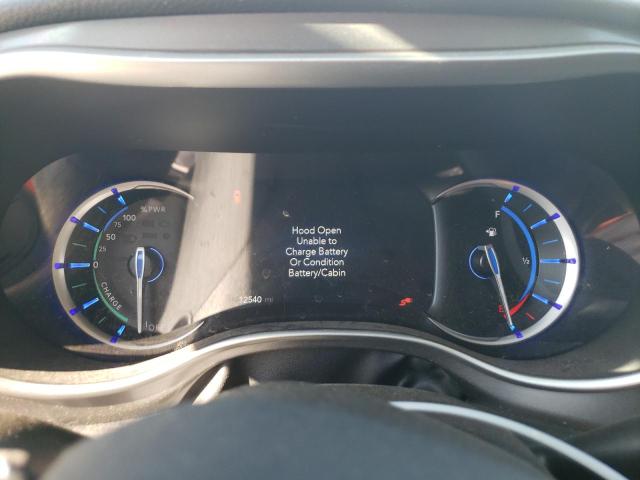 %PWR
100
75
50
25
0
CHARGE
Hood Open
Unable to
Charge Battery
Or Condition
Battery/Cabin
12540 mi
F
1/2
E